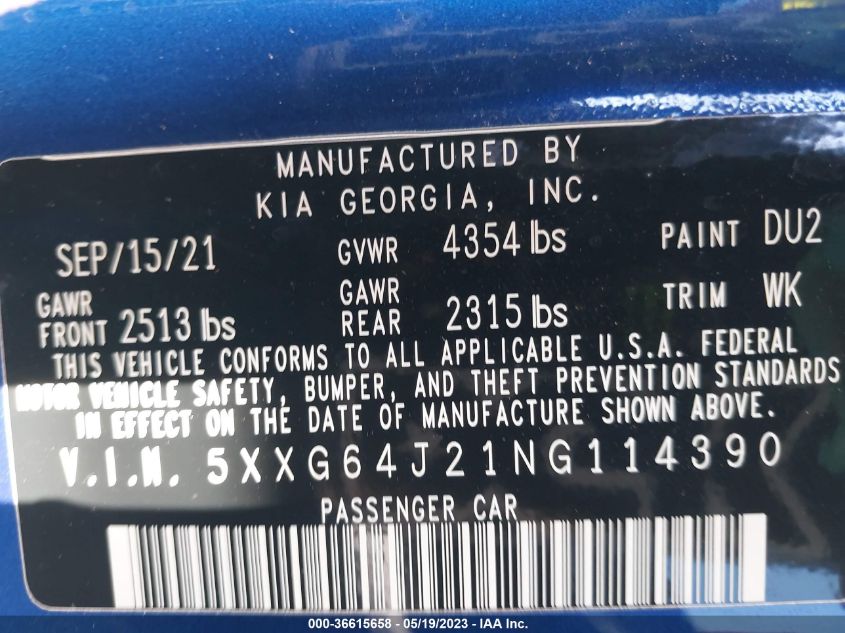 MANUFACTURED BY
KIA GEORGIA, INC.
SEP/15/21 GVWR 4354 lbs PAINT DU2
GAWR FRONT 2513 lbs GAWR REAR 2315 lbs TRIM WK
THIS VEHICLE CONFORMS TO ALL APPLICABLE U.S.A. FEDERAL
MOTOR VEHICLE SAFETY, BUMPER, AND THEFT PREVENTION STANDARDS
IN EFFECT ON THE DATE OF MANUFACTURE SHOWN ABOVE.
V.I.N. 5XXG64J21NG114390
PASSENGER CAR
000-36615658 - 05/19/2023 - IAA Inc.